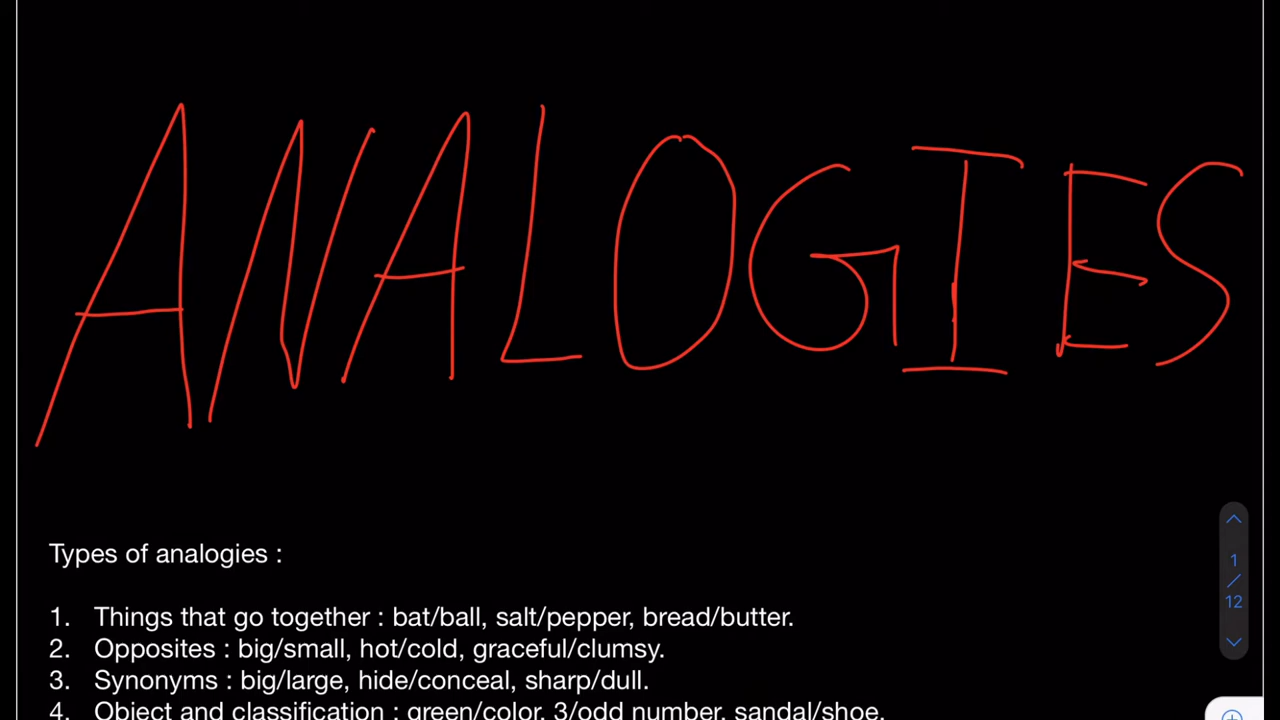 ANALOGIES
Types of analogies :
1. Things that go together : bat/ball, salt/pepper, bread/butter.
2. Opposites : big/small, hot/cold, graceful/clumsy.
3. Synonyms : big/large, hide/conceal, sharp/dull.
4. Object and classification : green/color, 3/odd number, sandal/shoe.
1
/
12